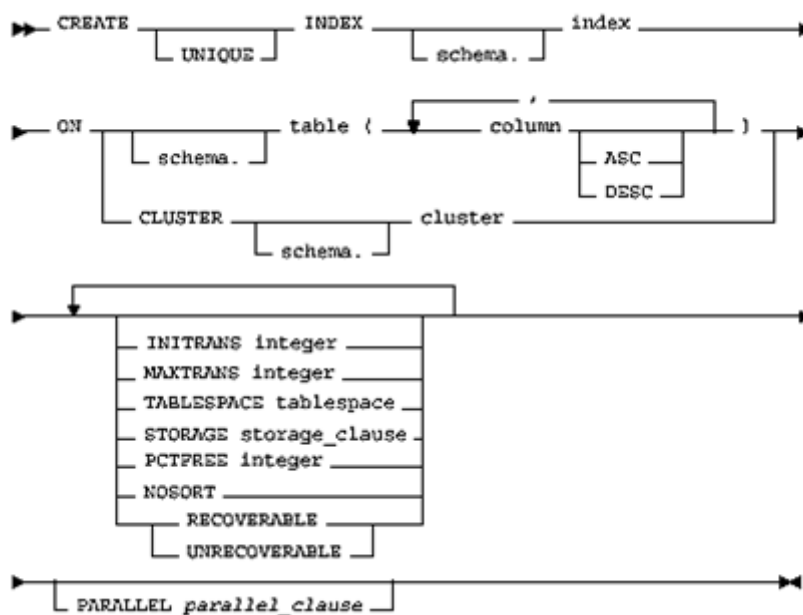 CREATE INDEX index
UNIQUE schema.
,
ON table ( column )
schema. ASC
DESC
CLUSTER cluster
schema.
INITRANS integer
MAXTRANS integer
TABLESPACE tablespace
STORAGE storage_clause
PCTFREE integer
NOSORT
RECOVERABLE
UNRECOVERABLE
PARALLEL parallel_clause